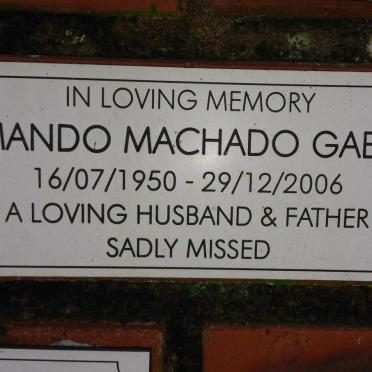 IN LOVING MEMORY
MANDO MACHADO GAB
16/07/1950 - 29/12/2006
A LOVING HUSBAND & FATHER
SADLY MISSED